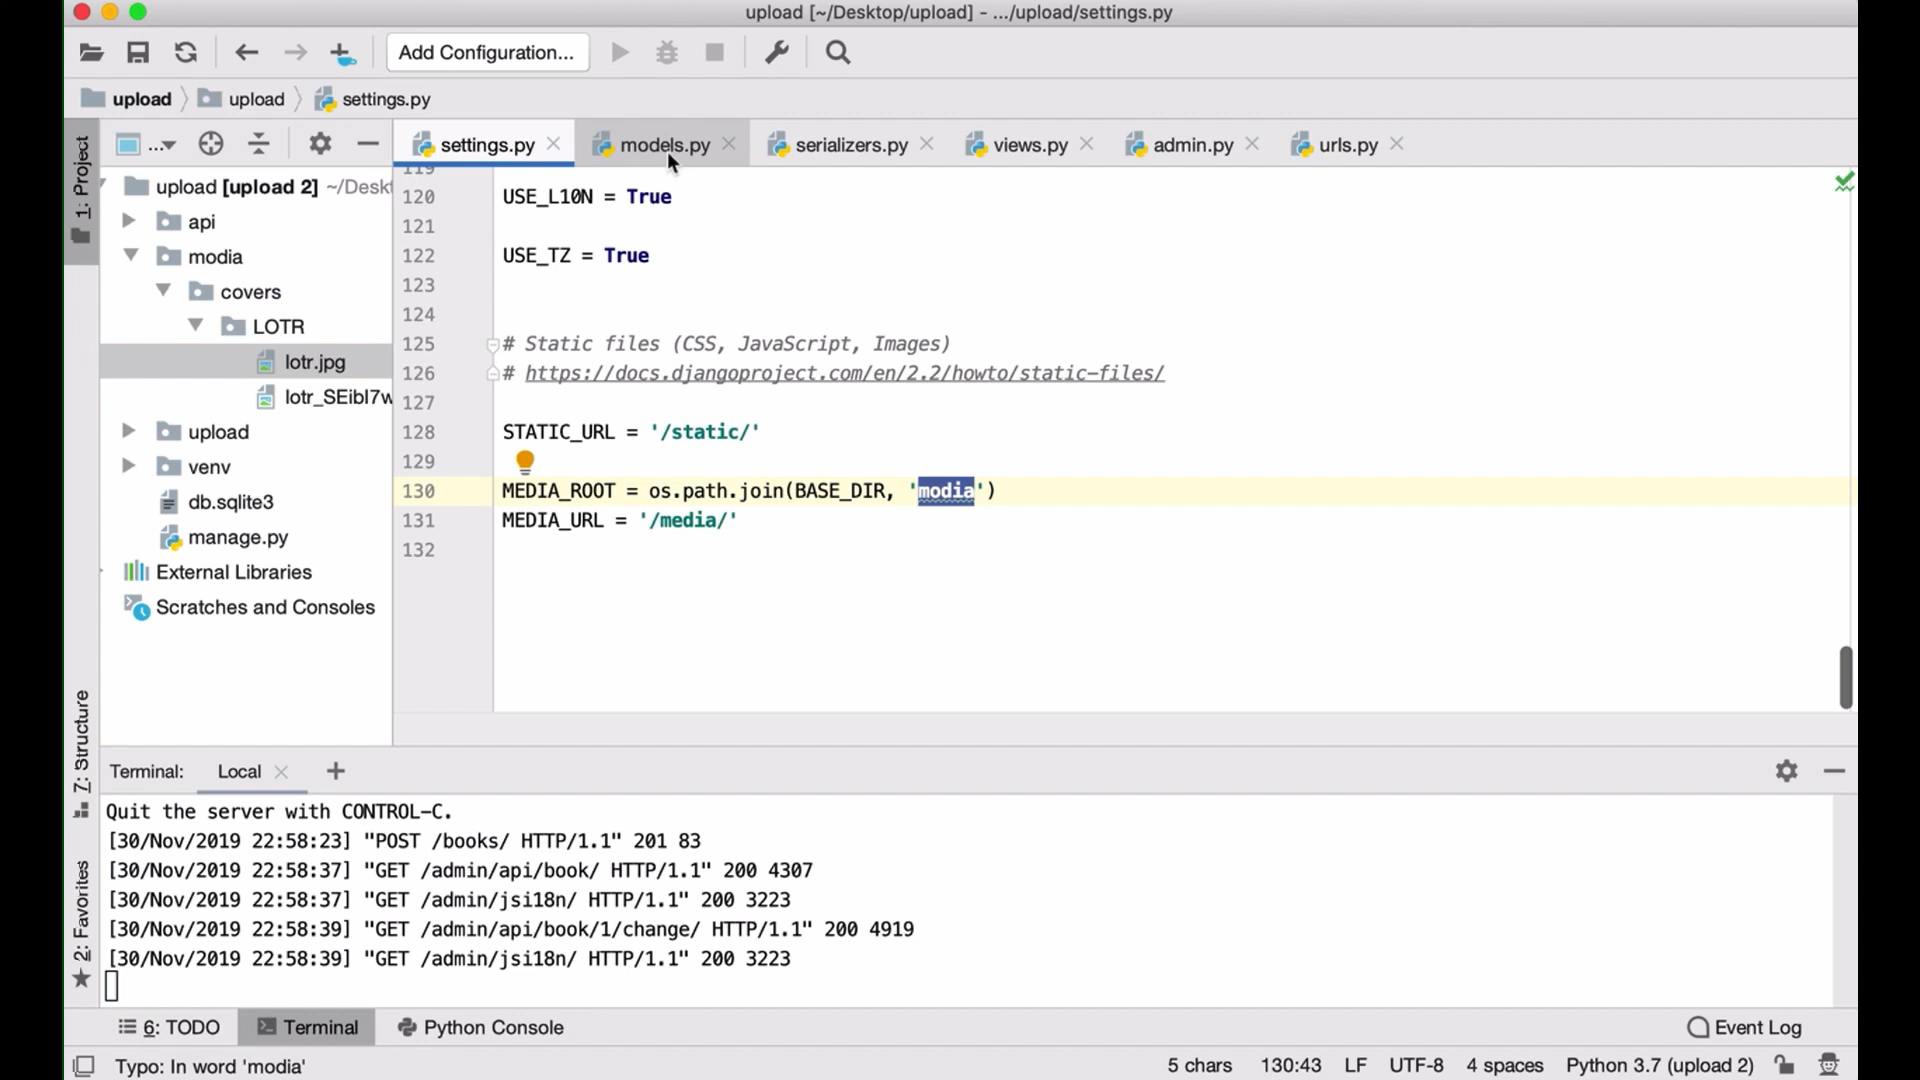 upload [~/Desktop/upload] - .../upload/settings.py
Add Configuration...
upload upload settings.py
1: Project
...
settings.py models.py serializers.py views.py admin.py urls.py
upload [upload 2] ~/Deskt
api
modia
covers
LOTR
lotr.jpg
lotr_SEibI7w
upload
venv
db.sqlite3
manage.py
External Libraries
Scratches and Consoles
119
120 USE_L10N = True
121
122 USE_TZ = True
123
124
125 # Static files (CSS, JavaScript, Images)
126 # https://docs.djangoproject.com/en/2.2/howto/static-files/
127
128 STATIC_URL = '/static/'
129
130 MEDIA_ROOT = os.path.join(BASE_DIR, 'modia')
131 MEDIA_URL = '/media/'
132
7: Structure
2: Favorites
Terminal: Local
Quit the server with CONTROL-C.
[30/Nov/2019 22:58:23] "POST /books/ HTTP/1.1" 201 83
[30/Nov/2019 22:58:37] "GET /admin/api/book/ HTTP/1.1" 200 4307
[30/Nov/2019 22:58:37] "GET /admin/jsi18n/ HTTP/1.1" 200 3223
[30/Nov/2019 22:58:39] "GET /admin/api/book/1/change/ HTTP/1.1" 200 4919
[30/Nov/2019 22:58:39] "GET /admin/jsi18n/ HTTP/1.1" 200 3223
6: TODO Terminal Python Console Event Log
Typo: In word 'modia' 5 chars 130:43 LF UTF-8 4 spaces Python 3.7 (upload 2)